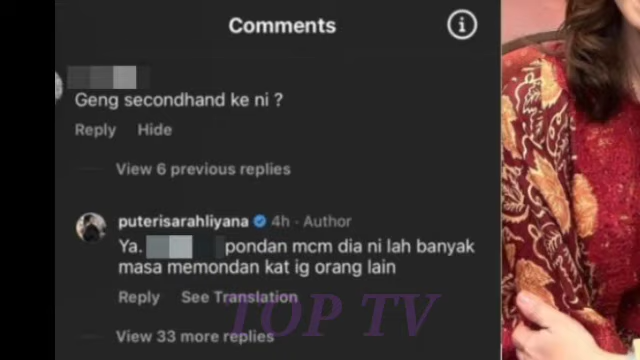 Comments
Geng secondhand ke ni ?
Reply Hide
View 6 previous replies
puterisarahliyana 4h · Author
Ya. pondan mcm dia ni lah banyak
masa memondan kat ig orang lain
Reply See Translation
TOP TV
View 33 more replies